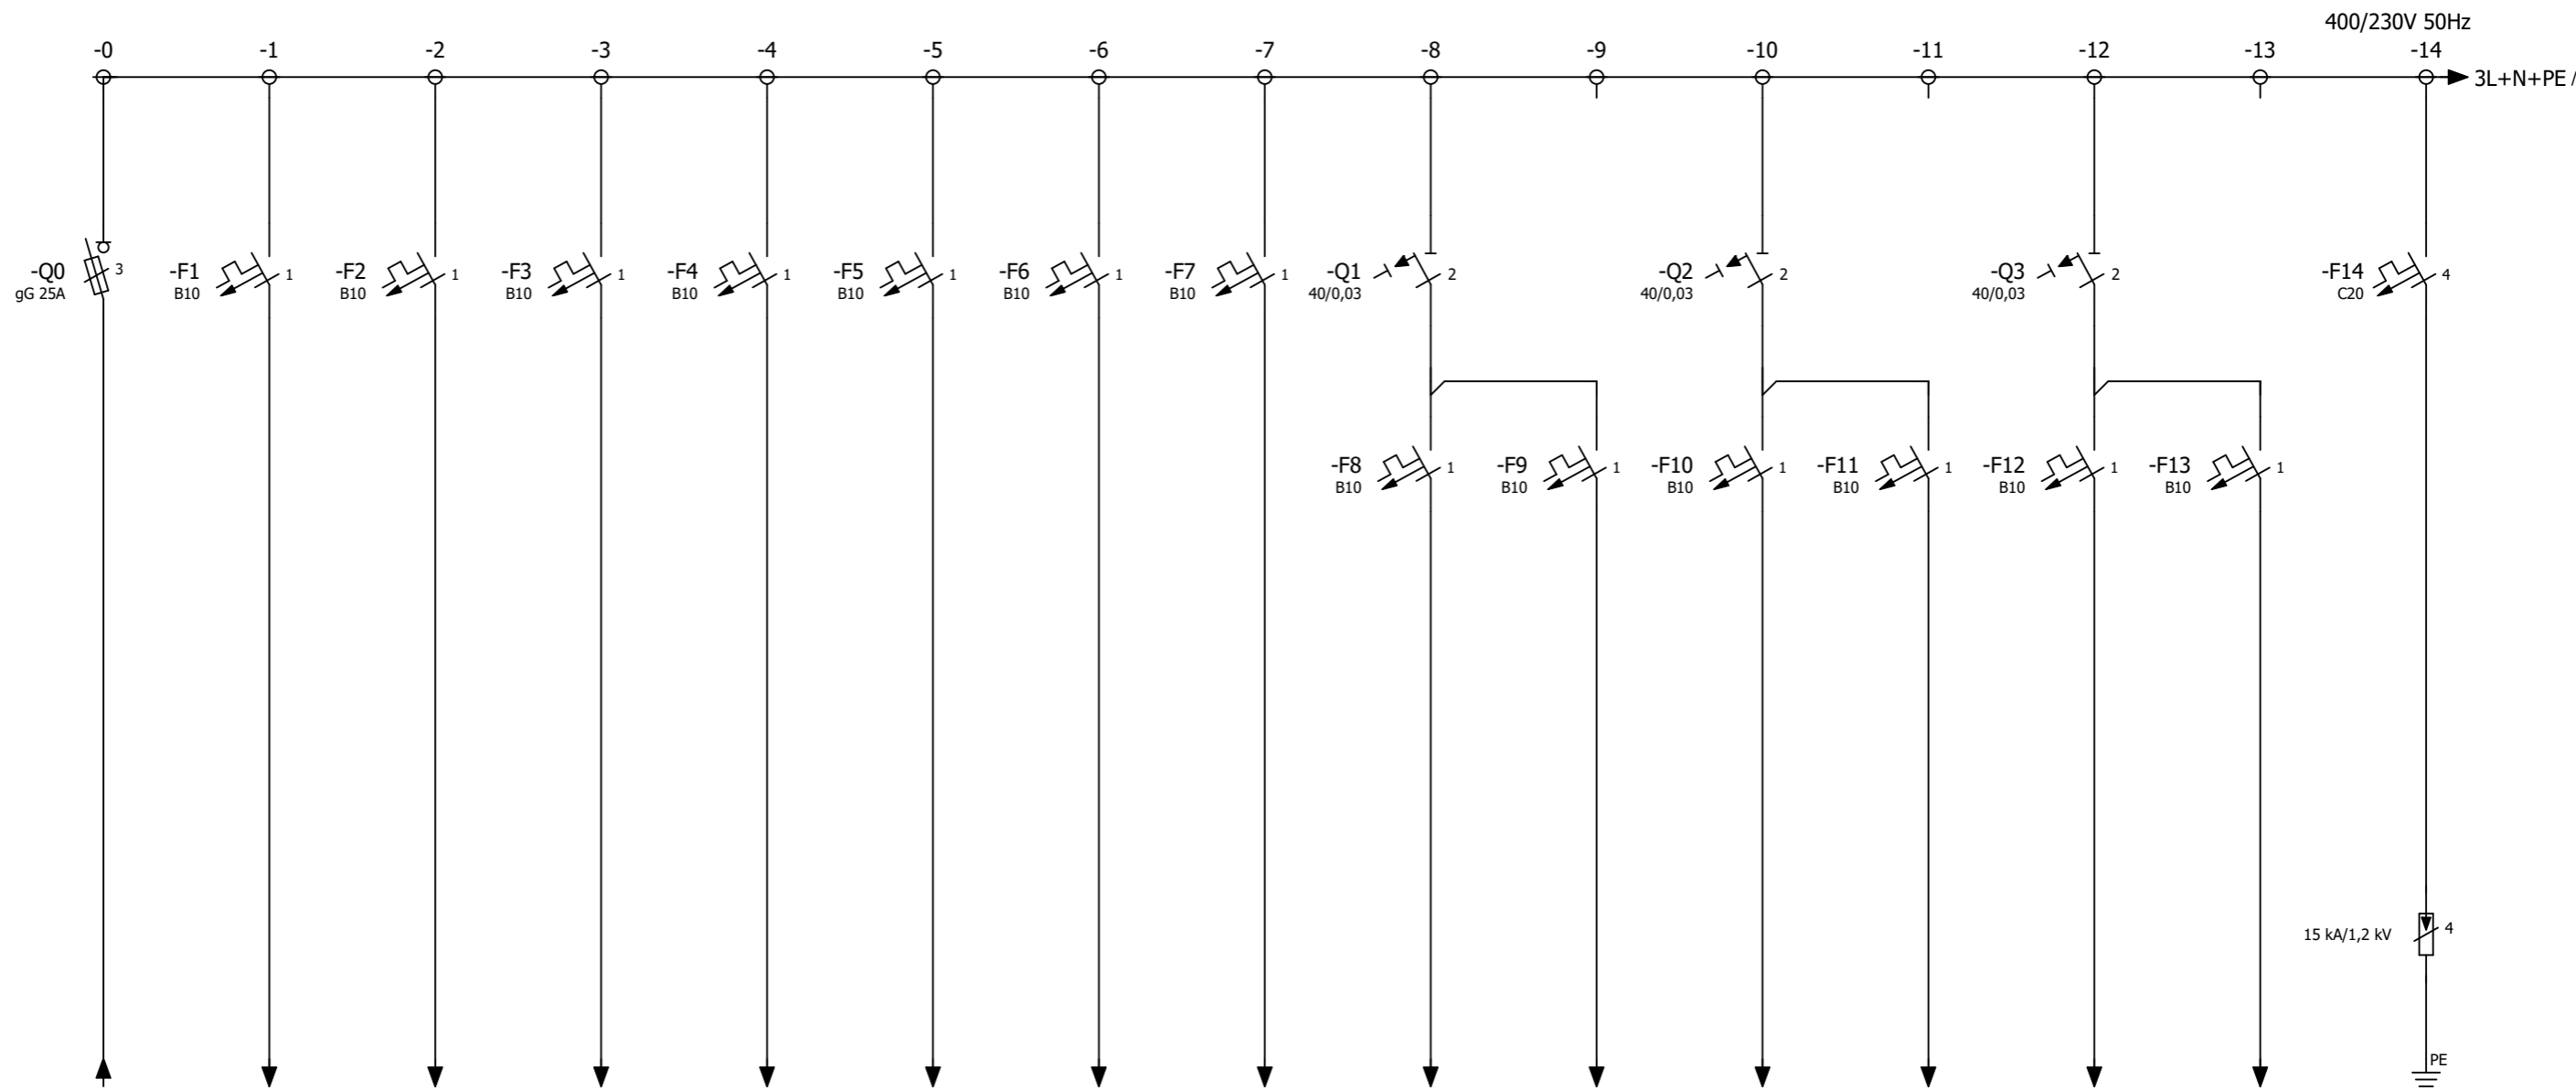 400/230V 50Hz
-0 -1 -2 -3 -4 -5 -6 -7 -8 -9 -10 -11 -12 -13 -14
3L+N+PE /
-Q0 3 -F1 1 -F2 1 -F3 1 -F4 1 -F5 1 -F6 1 -F7 1 -Q1 2 -Q2 2 -Q3 2 -F14 4
gG 25A B10 B10 B10 B10 B10 B10 B10 40/0,03 40/0,03 40/0,03 C20
-F8 1 -F9 1 -F10 1 -F11 1 -F12 1 -F13 1
B10 B10 B10 B10 B10 B10
15 kA/1,2 kV 4
PE